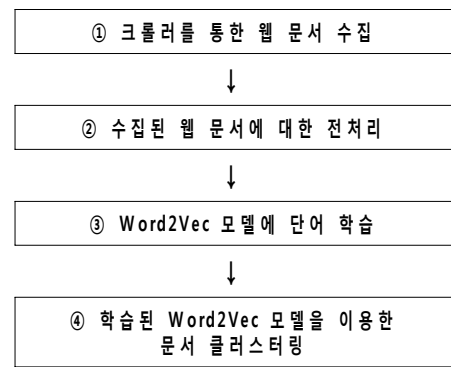 ① 크롤러를 통한 웹 문서 수집
↓
② 수집된 웹 문서에 대한 전처리
↓
③ Word2Vec 모델에 단어 학습
↓
④ 학습된 Word2Vec 모델을 이용한
문서 클러스터링